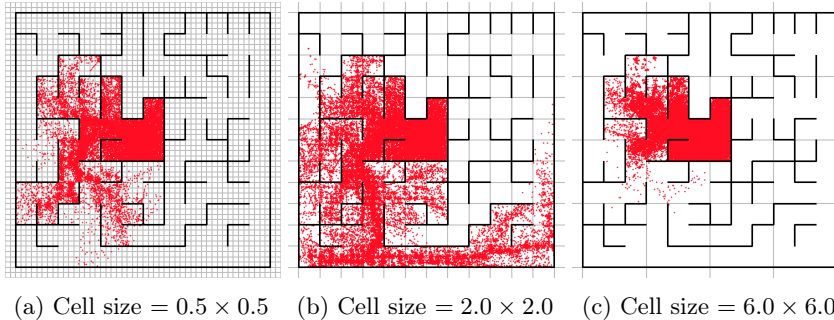 (a) Cell size = 0.5 × 0.5 (b) Cell size = 2.0 × 2.0 (c) Cell size = 6.0 × 6.0